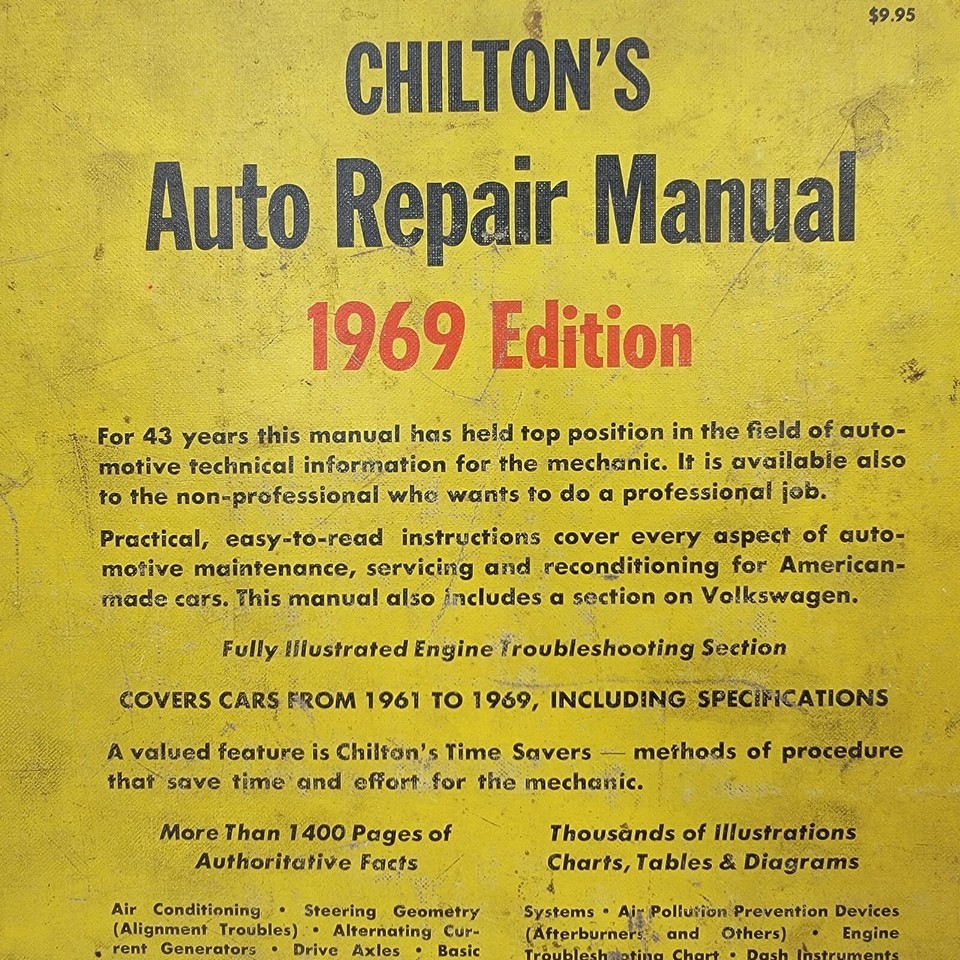 $9.95
CHILTON'S
Auto Repair Manual
1969 Edition
For 43 years this manual has held top position in the field of auto-
motive technical information for the mechanic. It is available also
to the non-professional who wants to do a professional job.
Practical, easy-to-read instructions cover every aspect of auto-
motive maintenance, servicing and reconditioning for American-
made cars. This manual also includes a section on Volkswagen.
Fully Illustrated Engine Troubleshooting Section
COVERS CARS FROM 1961 TO 1969, INCLUDING SPECIFICATIONS
A valued feature is Chilton's Time Savers — methods of procedure
that save time and effort for the mechanic.
More Than 1400 Pages of
Authoritative Facts
Thousands of Illustrations
Charts, Tables & Diagrams
Air Conditioning • Steering Geometry
(Alignment Troubles) • Alternating Cur-
rent Generators • Drive Axles • Basic
Systems • Air Pollution Prevention Devices
(Afterburners and Others) • Engine
Troubleshooting Chart • Dash Instruments